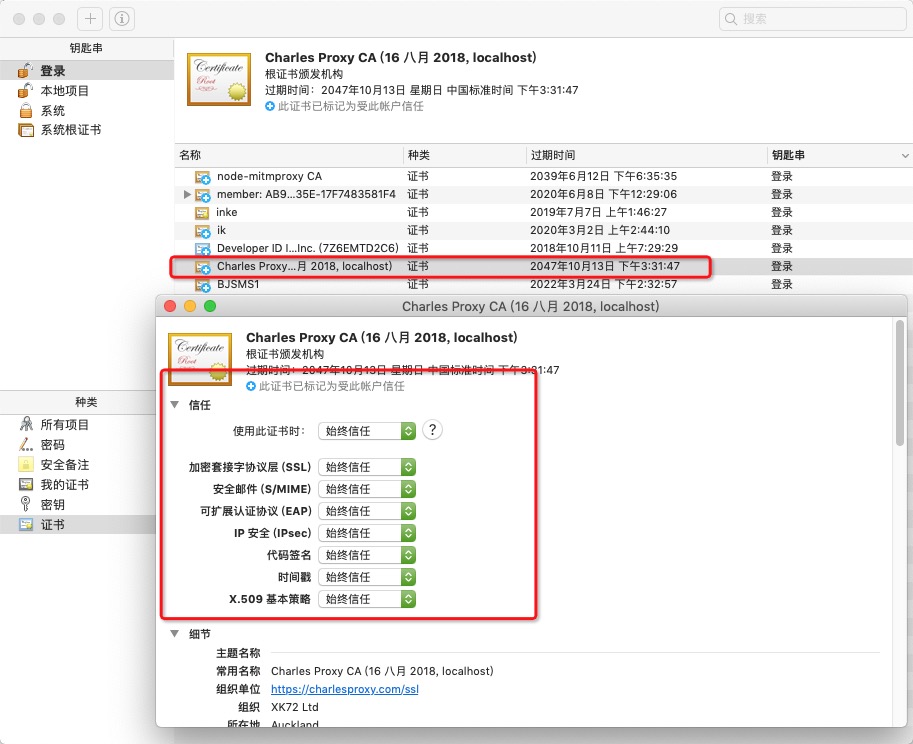 搜索
钥匙串
登录
本地项目
系统
系统根证书
Certificate
Root
Charles Proxy CA (16 八月 2018, localhost)
根证书颁发机构
过期时间：2047年10月13日 星期日 中国标准时间 下午3:31:47
此证书已标记为受此帐户信任
名称 种类 过期时间 钥匙串
node-mitmproxy CA 证书 2039年6月12日 下午6:35:35 登录
member: AB9...35E-17F7483581F4 证书 2020年6月8日 下午12:29:06 登录
inke 证书 2019年7月7日 上午1:46:27 登录
ik 证书 2020年3月2日 上午2:44:10 登录
Developer ID I...Inc. (7Z6EMTD2C6) 证书 2018年10月11日 上午7:29:29 登录
Charles Proxy...月 2018, localhost) 证书 2047年10月13日 下午3:31:47 登录
BJSMS1 证书 2022年3月24日 下午2:32:57 登录
种类
所有项目
密码
安全备注
我的证书
密钥
证书
Charles Proxy CA (16 八月 2018, localhost)
Certificate
Root
Charles Proxy CA (16 八月 2018, localhost)
根证书颁发机构
过期时间：2047年10月13日 星期日 中国标准时间 下午3:31:47
此证书已标记为受此帐户信任
信任
使用此证书时： 始终信任 ?
加密套接字协议层 (SSL) 始终信任
安全邮件 (S/MIME) 始终信任
可扩展认证协议 (EAP) 始终信任
IP 安全 (IPsec) 始终信任
代码签名 始终信任
时间戳 始终信任
X.509 基本策略 始终信任
细节
主题名称
常用名称 Charles Proxy CA (16 八月 2018, localhost)
组织单位 https://charlesproxy.com/ssl
组织 XK72 Ltd
所在地 Auckland